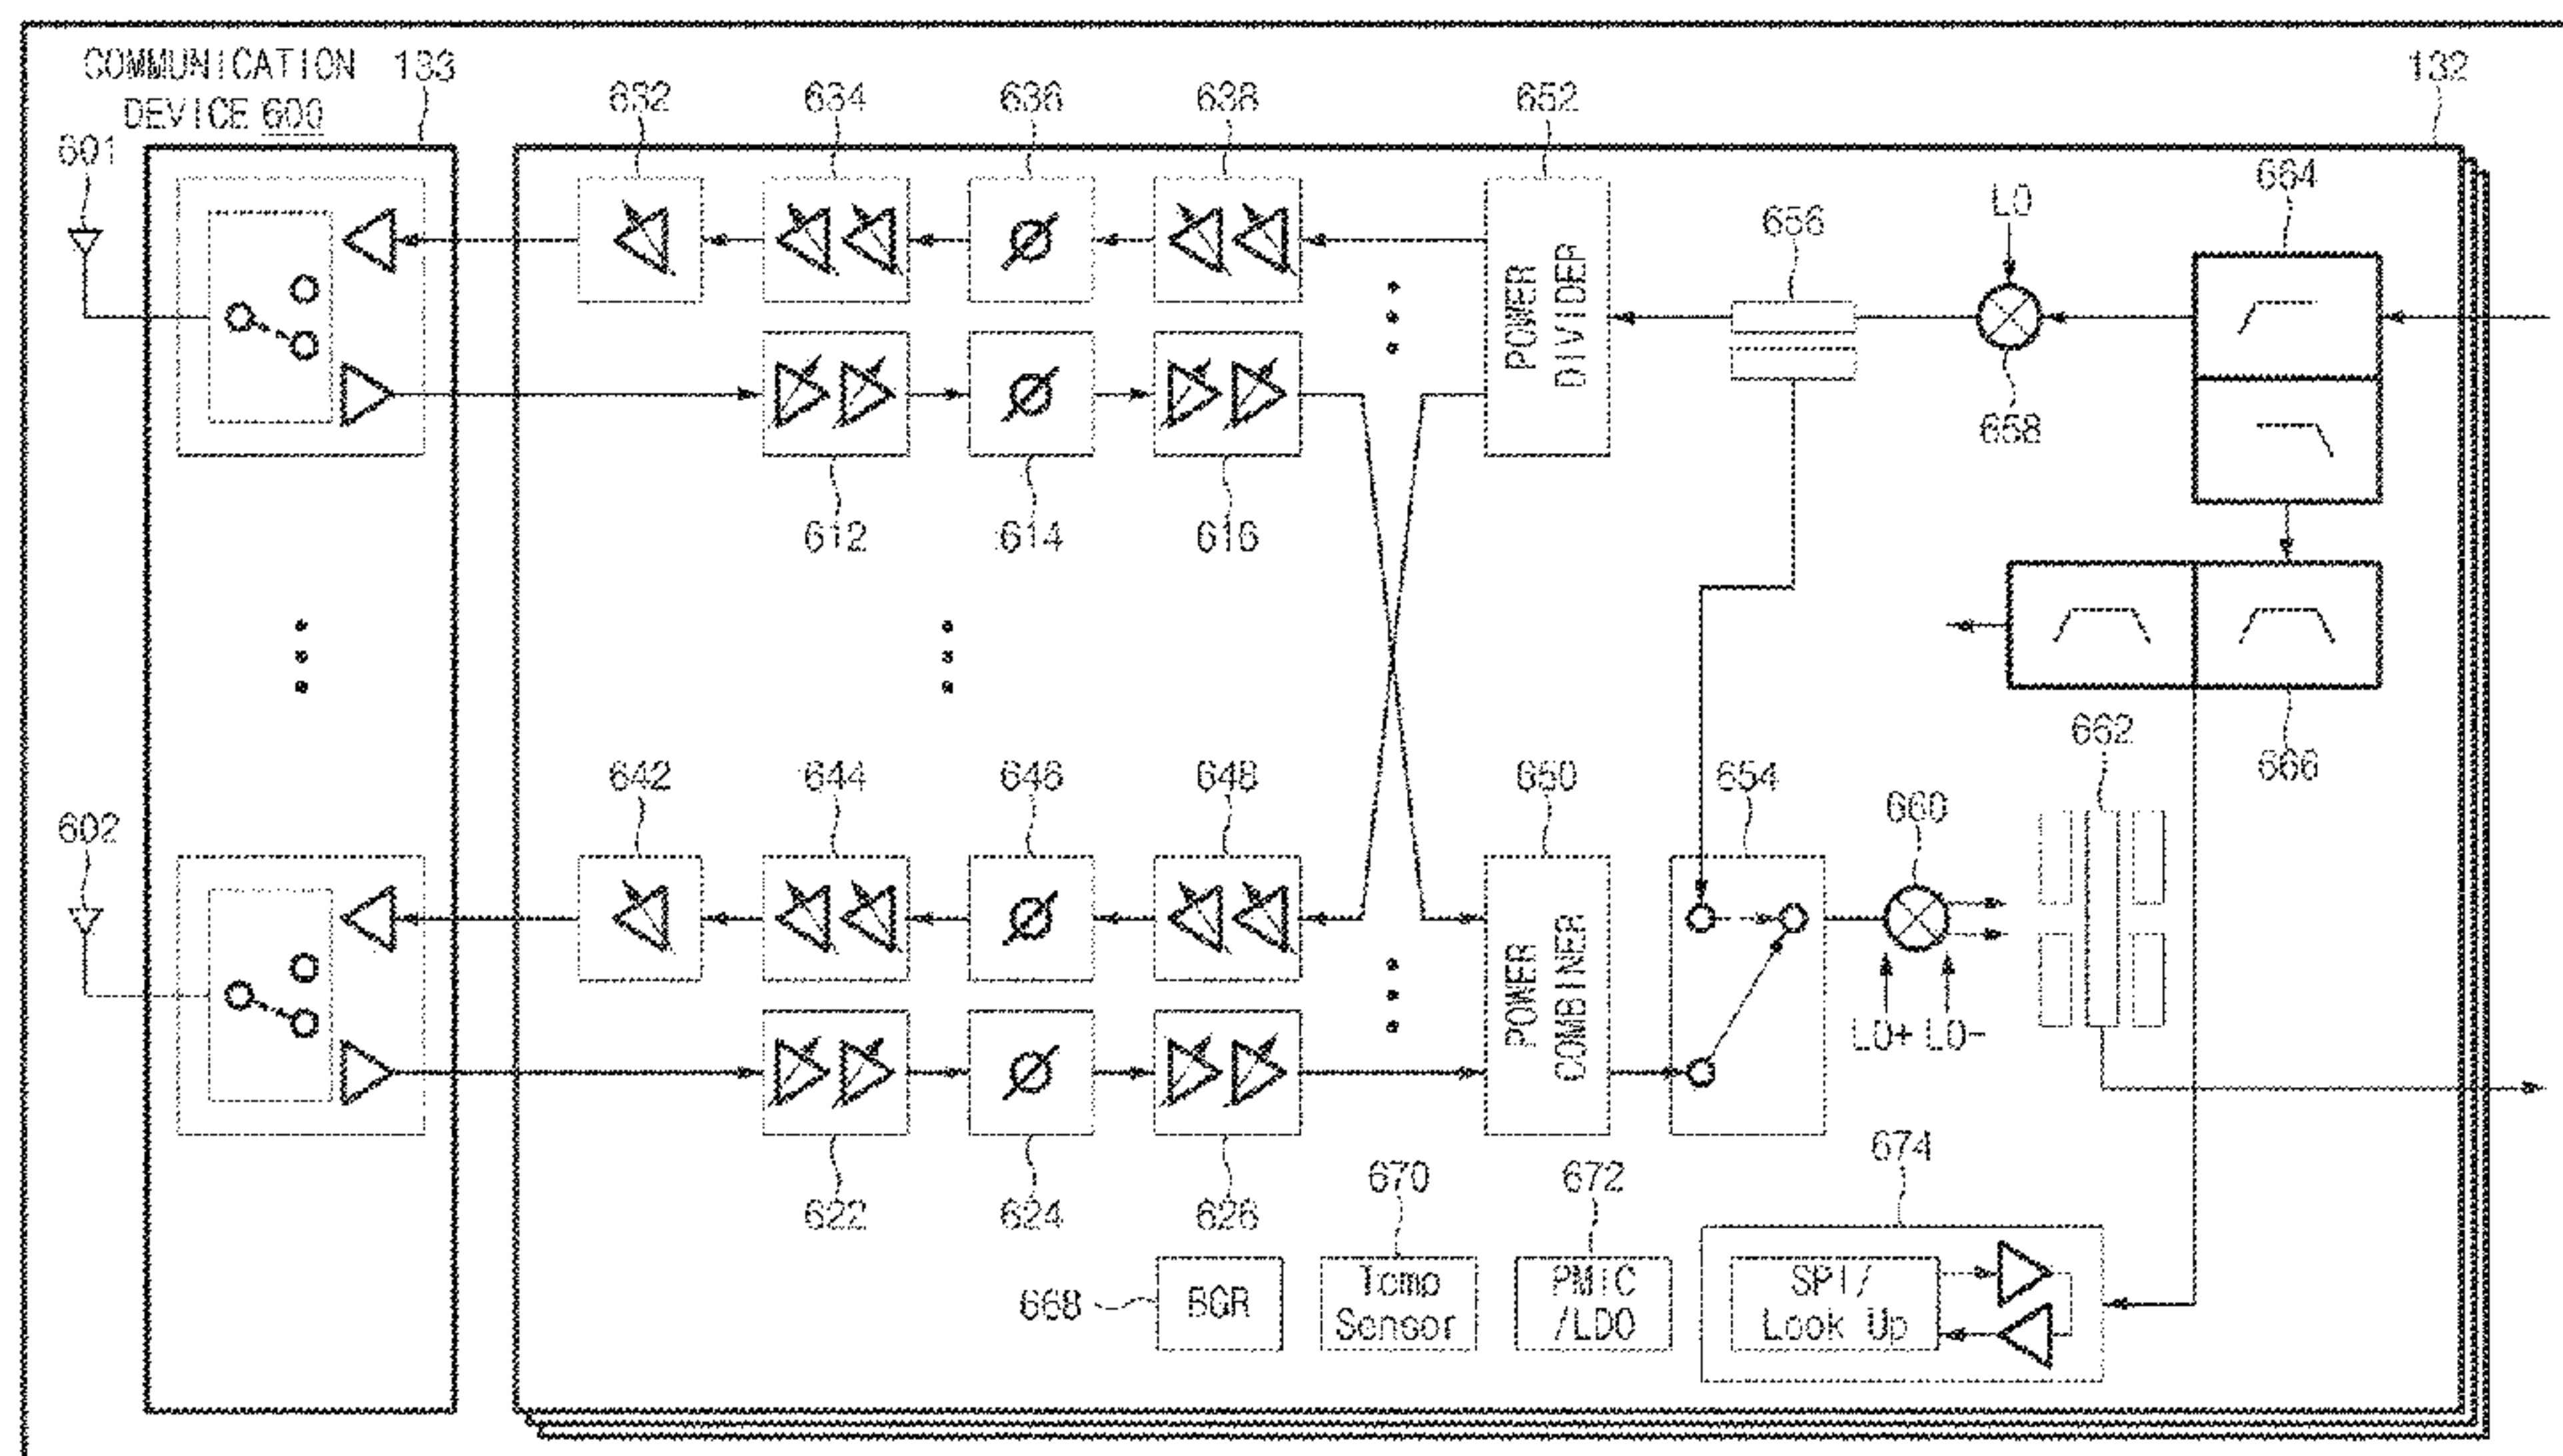 COMMUNICATION 133
DEVICE 600
132
601
632
634
636
638
652
656
LO
664
POWER
DIVIDER
658
612
614
616
666
662
642
644
646
648
650
654
660
602
POWER
COMBINER
LO+ LO-
622
624
626
670
672
674
668
BGR
Temp
Sensor
PMIC
/LDO
SPI/
Look Up